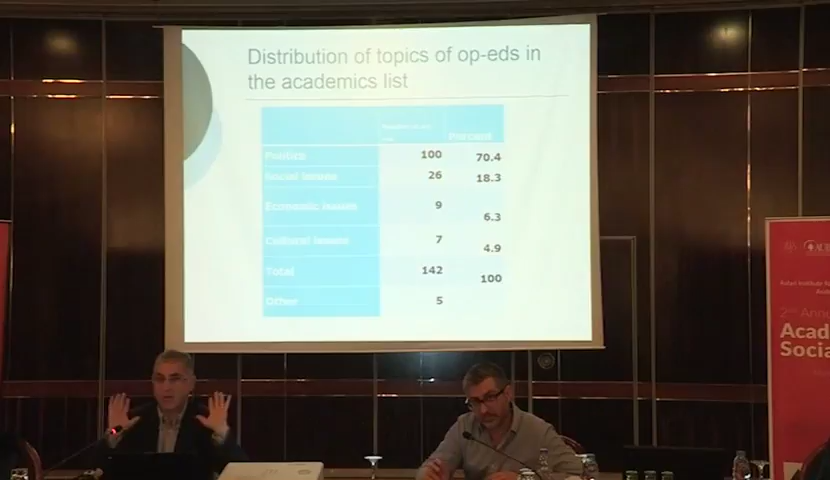 Distribution of topics of op-eds in
the academics list
Percent
Politics 100 70.4
Social issues 26 18.3
Economic issues 9 6.3
Cultural issues 7 4.9
Total 142 100
Other 5
2nd
Acad
Socia